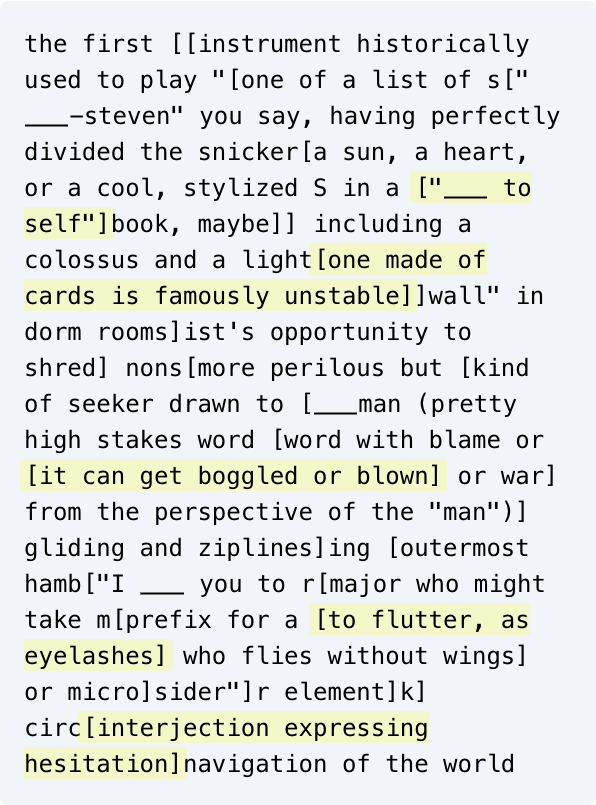 the first [[instrument historically
used to play "[one of a list of s["
___-steven" you say, having perfectly
divided the snicker[a sun, a heart,
or a cool, stylized S in a ["___ to
self"]book, maybe]] including a
colossus and a light[one made of
cards is famously unstable]]wall" in
dorm rooms]ist's opportunity to
shred] nons[more perilous but [kind
of seeker drawn to [___man (pretty
high stakes word [word with blame or
[it can get boggled or blown] or war]
from the perspective of the "man")]
gliding and ziplines]ing [outermost
hamb["I ___ you to r[major who might
take m[prefix for a [to flutter, as
eyelashes] who flies without wings]
or micro]sider"]r element]k]
circ[interjection expressing
hesitation]navigation of the world